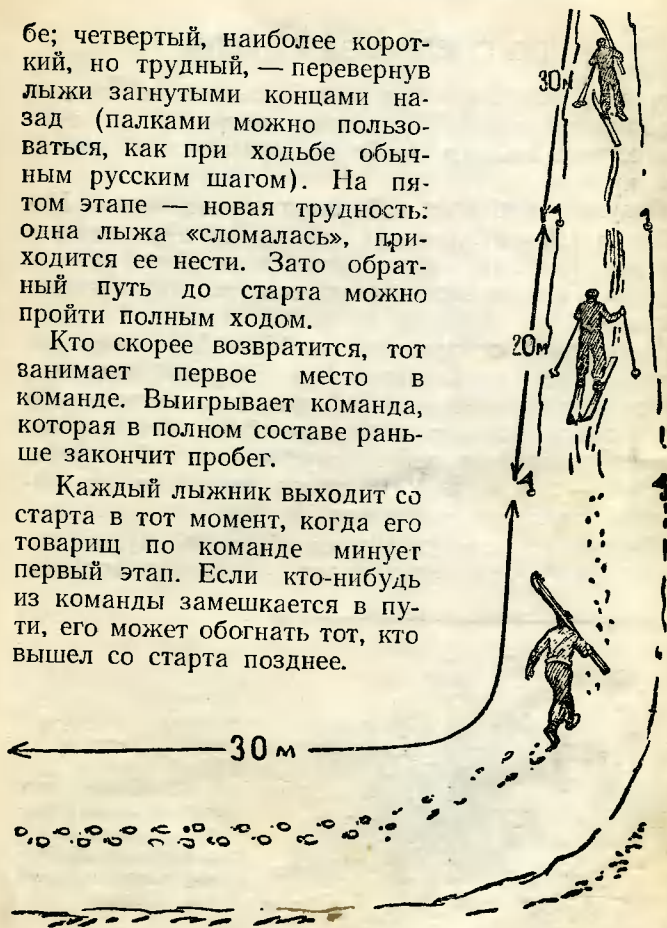 бе; четвертый, наиболее корот-
кий, но трудный, — перевернув
лыжи загнутыми концами на-
зад (палками можно пользо-
ваться, как при ходьбе обыч-
ным русским шагом). На пя-
том этапе — новая трудность:
одна лыжа «сломалась», при-
ходится ее нести. Зато обрат-
ный путь до старта можно
пройти полным ходом.
Кто скорее возвратится, тот
занимает первое место в
команде. Выигрывает команда,
которая в полном составе рань-
ше закончит пробег.
Каждый лыжник выходит со
старта в тот момент, когда его
товарищ по команде минует
первый этап. Если кто-нибудь
из команды замешкается в пу-
ти, его может обогнать тот, кто
вышел со старта позднее.
30м
20м
30 м